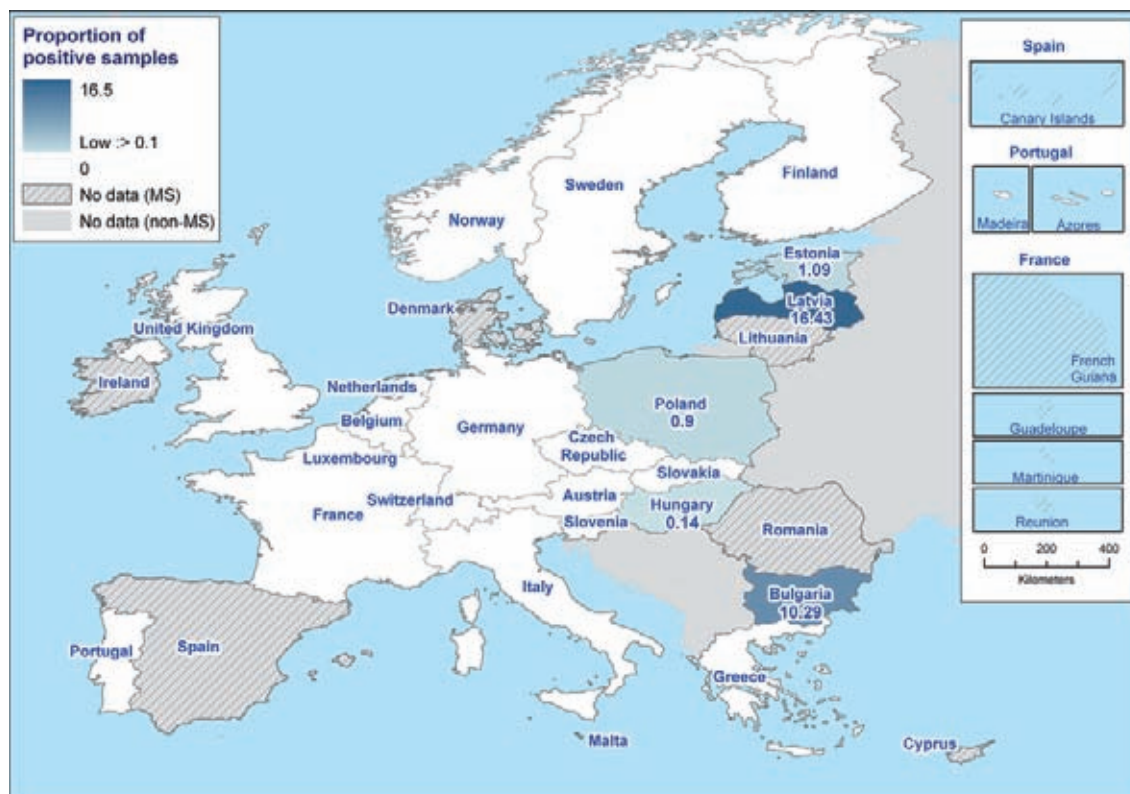 Proportion of
positive samples
16.5
Low :> 0.1
0
No data (MS)
No data (non-MS)
Norway
Sweden
Finland
Estonia
1.09
Latvia
16.43
Lithuania
Denmark
United Kingdom
Ireland
Netherlands
Belgium
Luxembourg
Germany
Poland
0.9
Czech
Republic
Slovakia
Switzerland
Austria
Hungary
0.14
France
Slovenia
Romania
Italy
Bulgaria
10.29
Portugal
Spain
Greece
Malta
Cyprus
Spain
Canary Islands
Portugal
Madeira
Azores
France
French
Guiana
Guadeloupe
Martinique
Reunion
0 200 400
Kilometers